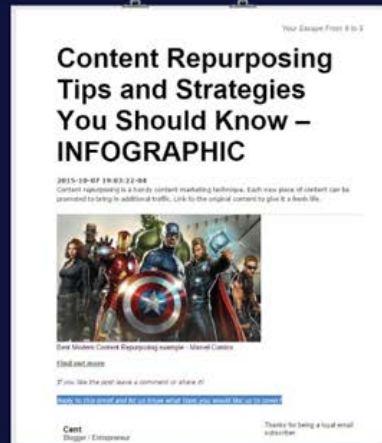 Your Escape From 9 to 5
Content Repurposing
Tips and Strategies
You Should Know –
INFOGRAPHIC
2015-10-07 19:03:22-04
Content repurposing is a handy content marketing technique. Each new piece of content can be
promoted to bring in additional traffic. Link to the original content to give it a fresh life.
Best Modern Content Repurposing example - Marvel Comics
Find out more
If you like the post leave a comment or share it!
Reply to this email and let us know what topic you would like us to cover!
Cent
Blogger / Entrepreneur
Thanks for being a loyal email
subscriber